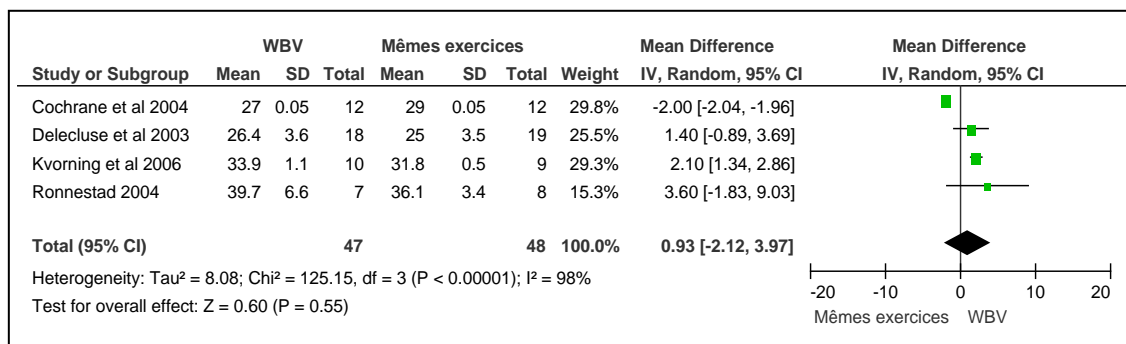 WBV Mêmes exercices Mean Difference Mean Difference
Study or Subgroup Mean SD Total Mean SD Total Weight IV, Random, 95% CI IV, Random, 95% CI
Cochrane et al 2004 27 0.05 12 29 0.05 12 29.8% -2.00 [-2.04, -1.96]
Delecluse et al 2003 26.4 3.6 18 25 3.5 19 25.5% 1.40 [-0.89, 3.69]
Kvorning et al 2006 33.9 1.1 10 31.8 0.5 9 29.3% 2.10 [1.34, 2.86]
Ronnestad 2004 39.7 6.6 7 36.1 3.4 8 15.3% 3.60 [-1.83, 9.03]
Total (95% CI) 47 48 100.0% 0.93 [-2.12, 3.97]
Heterogeneity: Tau² = 8.08; Chi² = 125.15, df = 3 (P < 0.00001); I² = 98%
Test for overall effect: Z = 0.60 (P = 0.55)
-20 -10 0 10 20
Mêmes exercices WBV